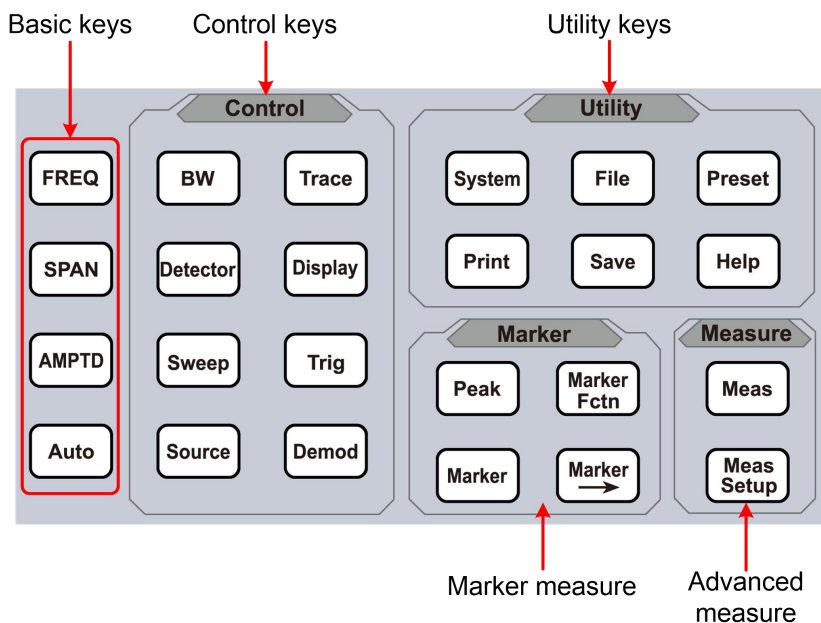 Basic keys
Control keys
Utility keys
Control
Utility
FREQ
BW
Trace
System
File
Preset
SPAN
Detector
Display
Print
Save
Help
Marker
Measure
AMPTD
Sweep
Trig
Peak
Marker
Fctn
Meas
Auto
Source
Demod
Marker
Marker
Meas
Setup
Marker measure
Advanced
measure